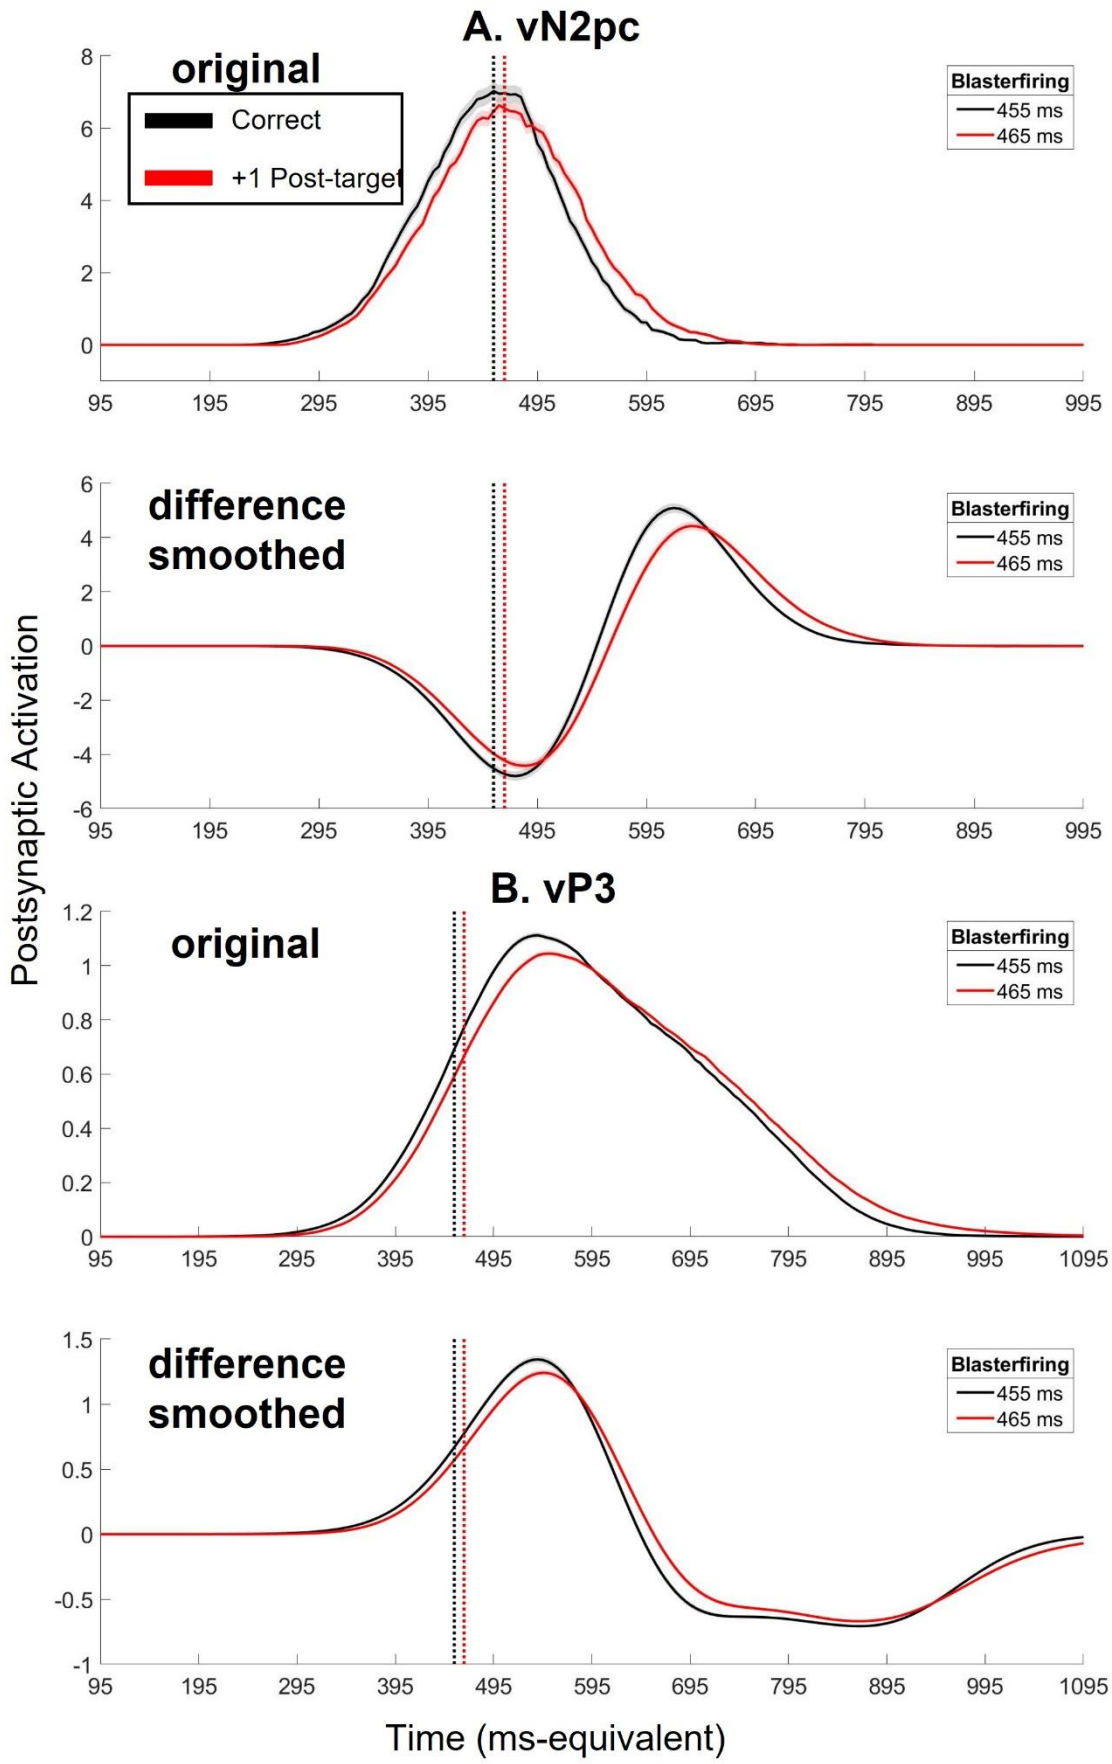 A. vN2pc
original
Correct
+1 Post-target
Blasterfiring
455 ms
465 ms
8
6
4
2
0
95 195 295 395 495 595 695 795 895 995
difference
smoothed
Blasterfiring
455 ms
465 ms
6
4
2
0
-2
-4
-6
95 195 295 395 495 595 695 795 895 995
Postsynaptic Activation
B. vP3
original
Blasterfiring
455 ms
465 ms
1.2
1
0.8
0.6
0.4
0.2
0
95 195 295 395 495 595 695 795 895 995 1095
difference
smoothed
Blasterfiring
455 ms
465 ms
1.5
1
0.5
0
-0.5
-1
95 195 295 395 495 595 695 795 895 995 1095
Time (ms-equivalent)